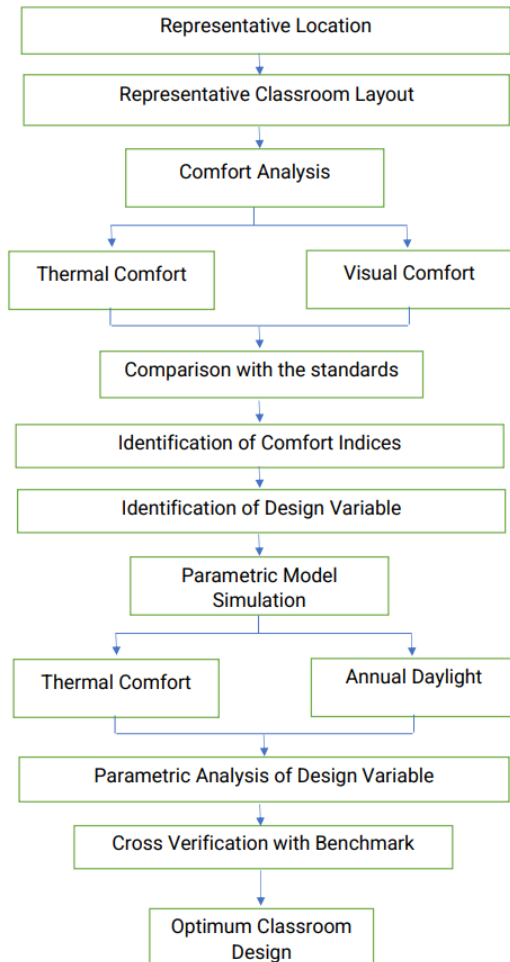 Representative Location
Representative Classroom Layout
Comfort Analysis
Thermal Comfort
Visual Comfort
Comparison with the standards
Identification of Comfort Indices
Identification of Design Variable
Parametric Model
Simulation
Thermal Comfort
Annual Daylight
Parametric Analysis of Design Variable
Cross Verification with Benchmark
Optimum Classroom
Design